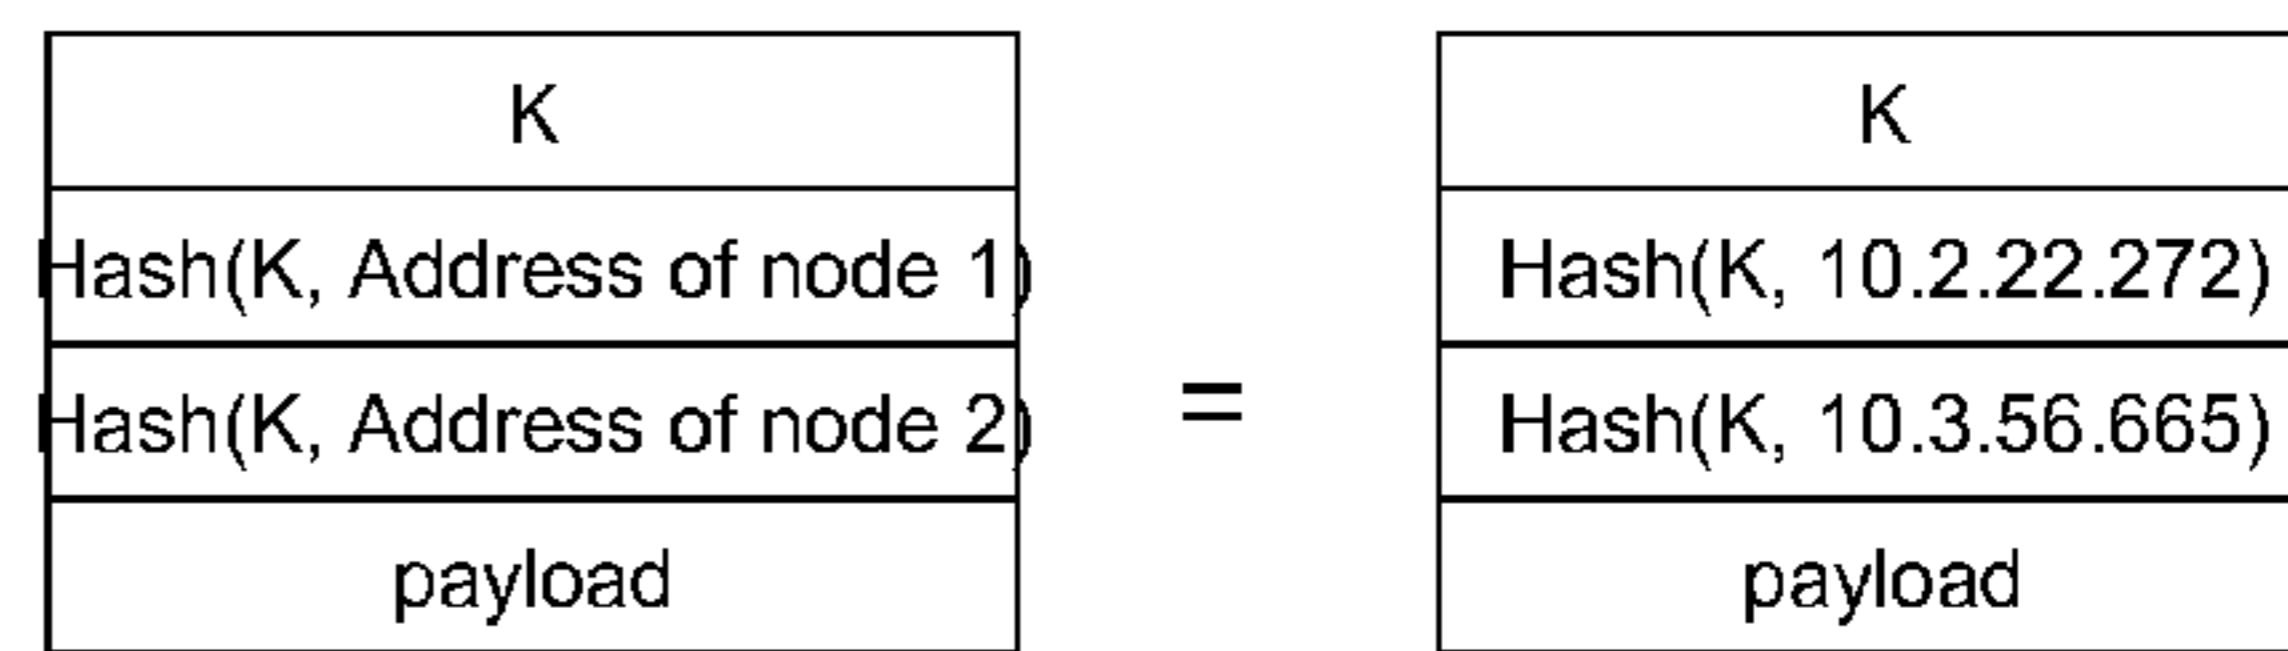 K
Hash(K, Address of node 1)
Hash(K, Address of node 2)
payload
=
K
Hash(K, 10.2.22.272)
Hash(K, 10.3.56.665)
payload